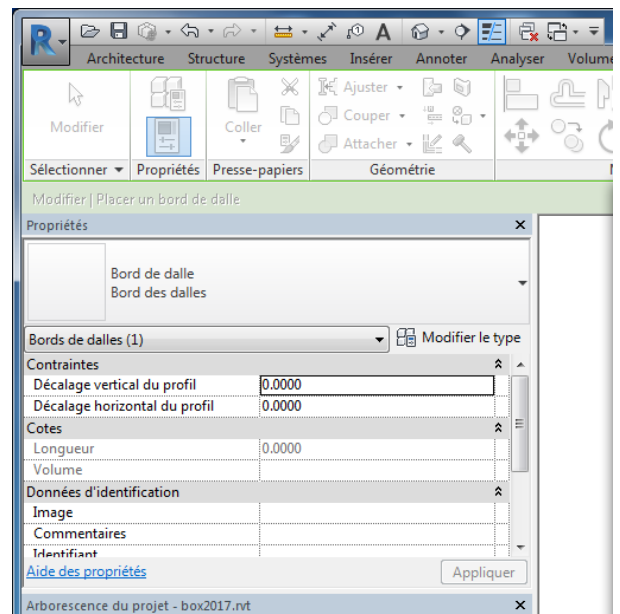 R
A
Architecture Structure Systèmes Insérer Annoter Analyser Volume
Modifier Coller Ajuster
Couper
Attacher
Sélectionner Propriétés Presse-papiers Géométrie
Modifier | Placer un bord de dalle
Propriétés
Bord de dalle
Bord des dalles
Bords de dalles (1) Modifier le type
Contraintes
Décalage vertical du profil 0.0000
Décalage horizontal du profil 0.0000
Cotes
Longueur 0.0000
Volume
Données d'identification
Image
Commentaires
Identifiant
Aide des propriétés Appliquer
Arborescence du projet - box2017.rvt